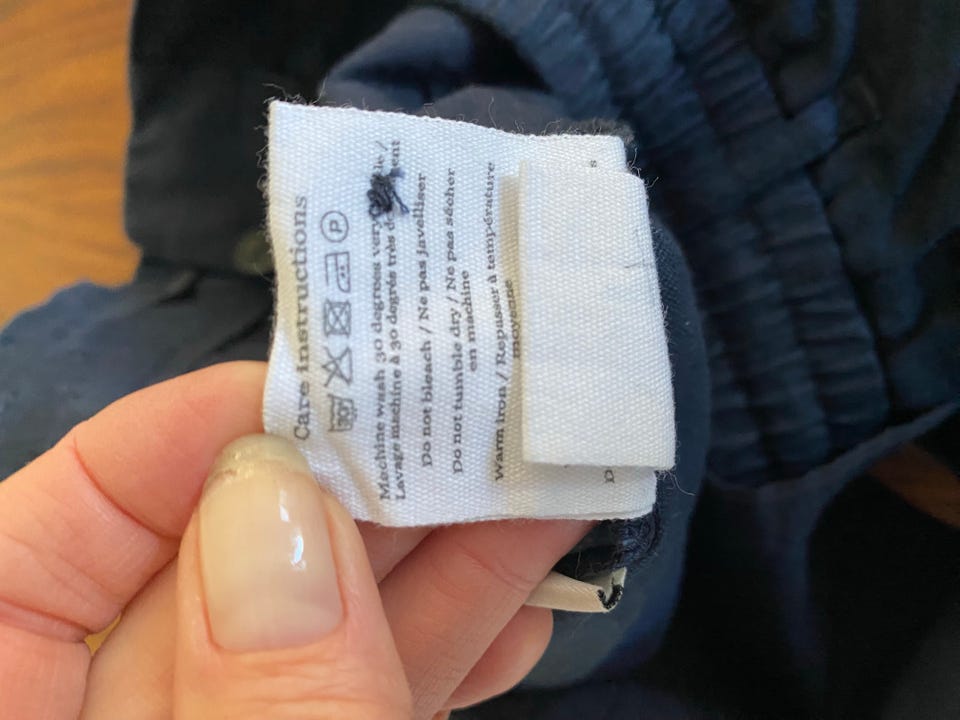 Care instructions
30
P
Machine wash 30 degrees very /
Lavage machine à 30 degrés très
Do not bleach / Ne pas javelliser
Do not tumble dry / Ne pas sécher
en machine
Warm iron / Repasser à température
moyenne
D
s